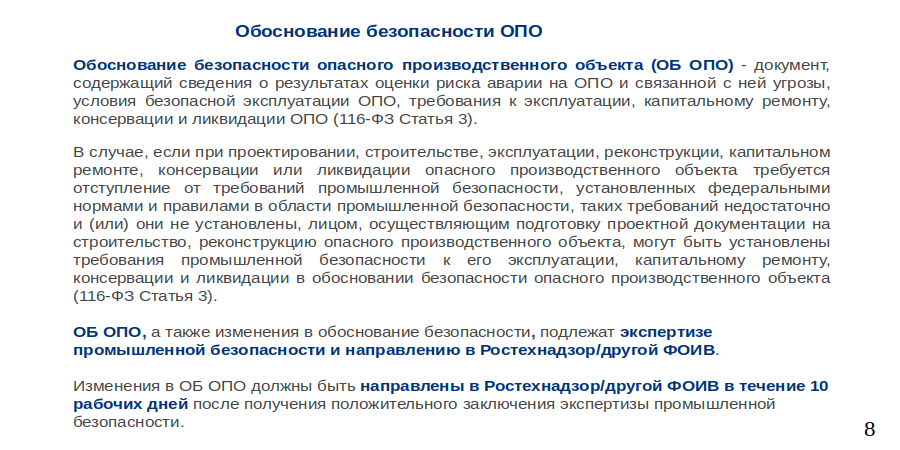 Обоснование безопасности ОПО
Обоснование безопасности опасного производственного объекта (ОБ ОПО) - документ,
содержащий сведения о результатах оценки риска аварии на ОПО и связанной с ней угрозы,
условия безопасной эксплуатации ОПО, требования к эксплуатации, капитальному ремонту,
консервации и ликвидации ОПО (116-ФЗ Статья 3).
В случае, если при проектировании, строительстве, эксплуатации, реконструкции, капитальном
ремонте, консервации или ликвидации опасного производственного объекта требуется
отступление от требований промышленной безопасности, установленных федеральными
нормами и правилами в области промышленной безопасности, таких требований недостаточно
и (или) они не установлены, лицом, осуществляющим подготовку проектной документации на
строительство, реконструкцию опасного производственного объекта, могут быть установлены
требования промышленной безопасности к его эксплуатации, капитальному ремонту,
консервации и ликвидации в обосновании безопасности опасного производственного объекта
(116-ФЗ Статья 3).
ОБ ОПО, а также изменения в обоснование безопасности, подлежат экспертизе
промышленной безопасности и направлению в Ростехнадзор/другой ФОИВ.
Изменения в ОБ ОПО должны быть направлены в Ростехнадзор/другой ФОИВ в течение 10
рабочих дней после получения положительного заключения экспертизы промышленной
безопасности.
8